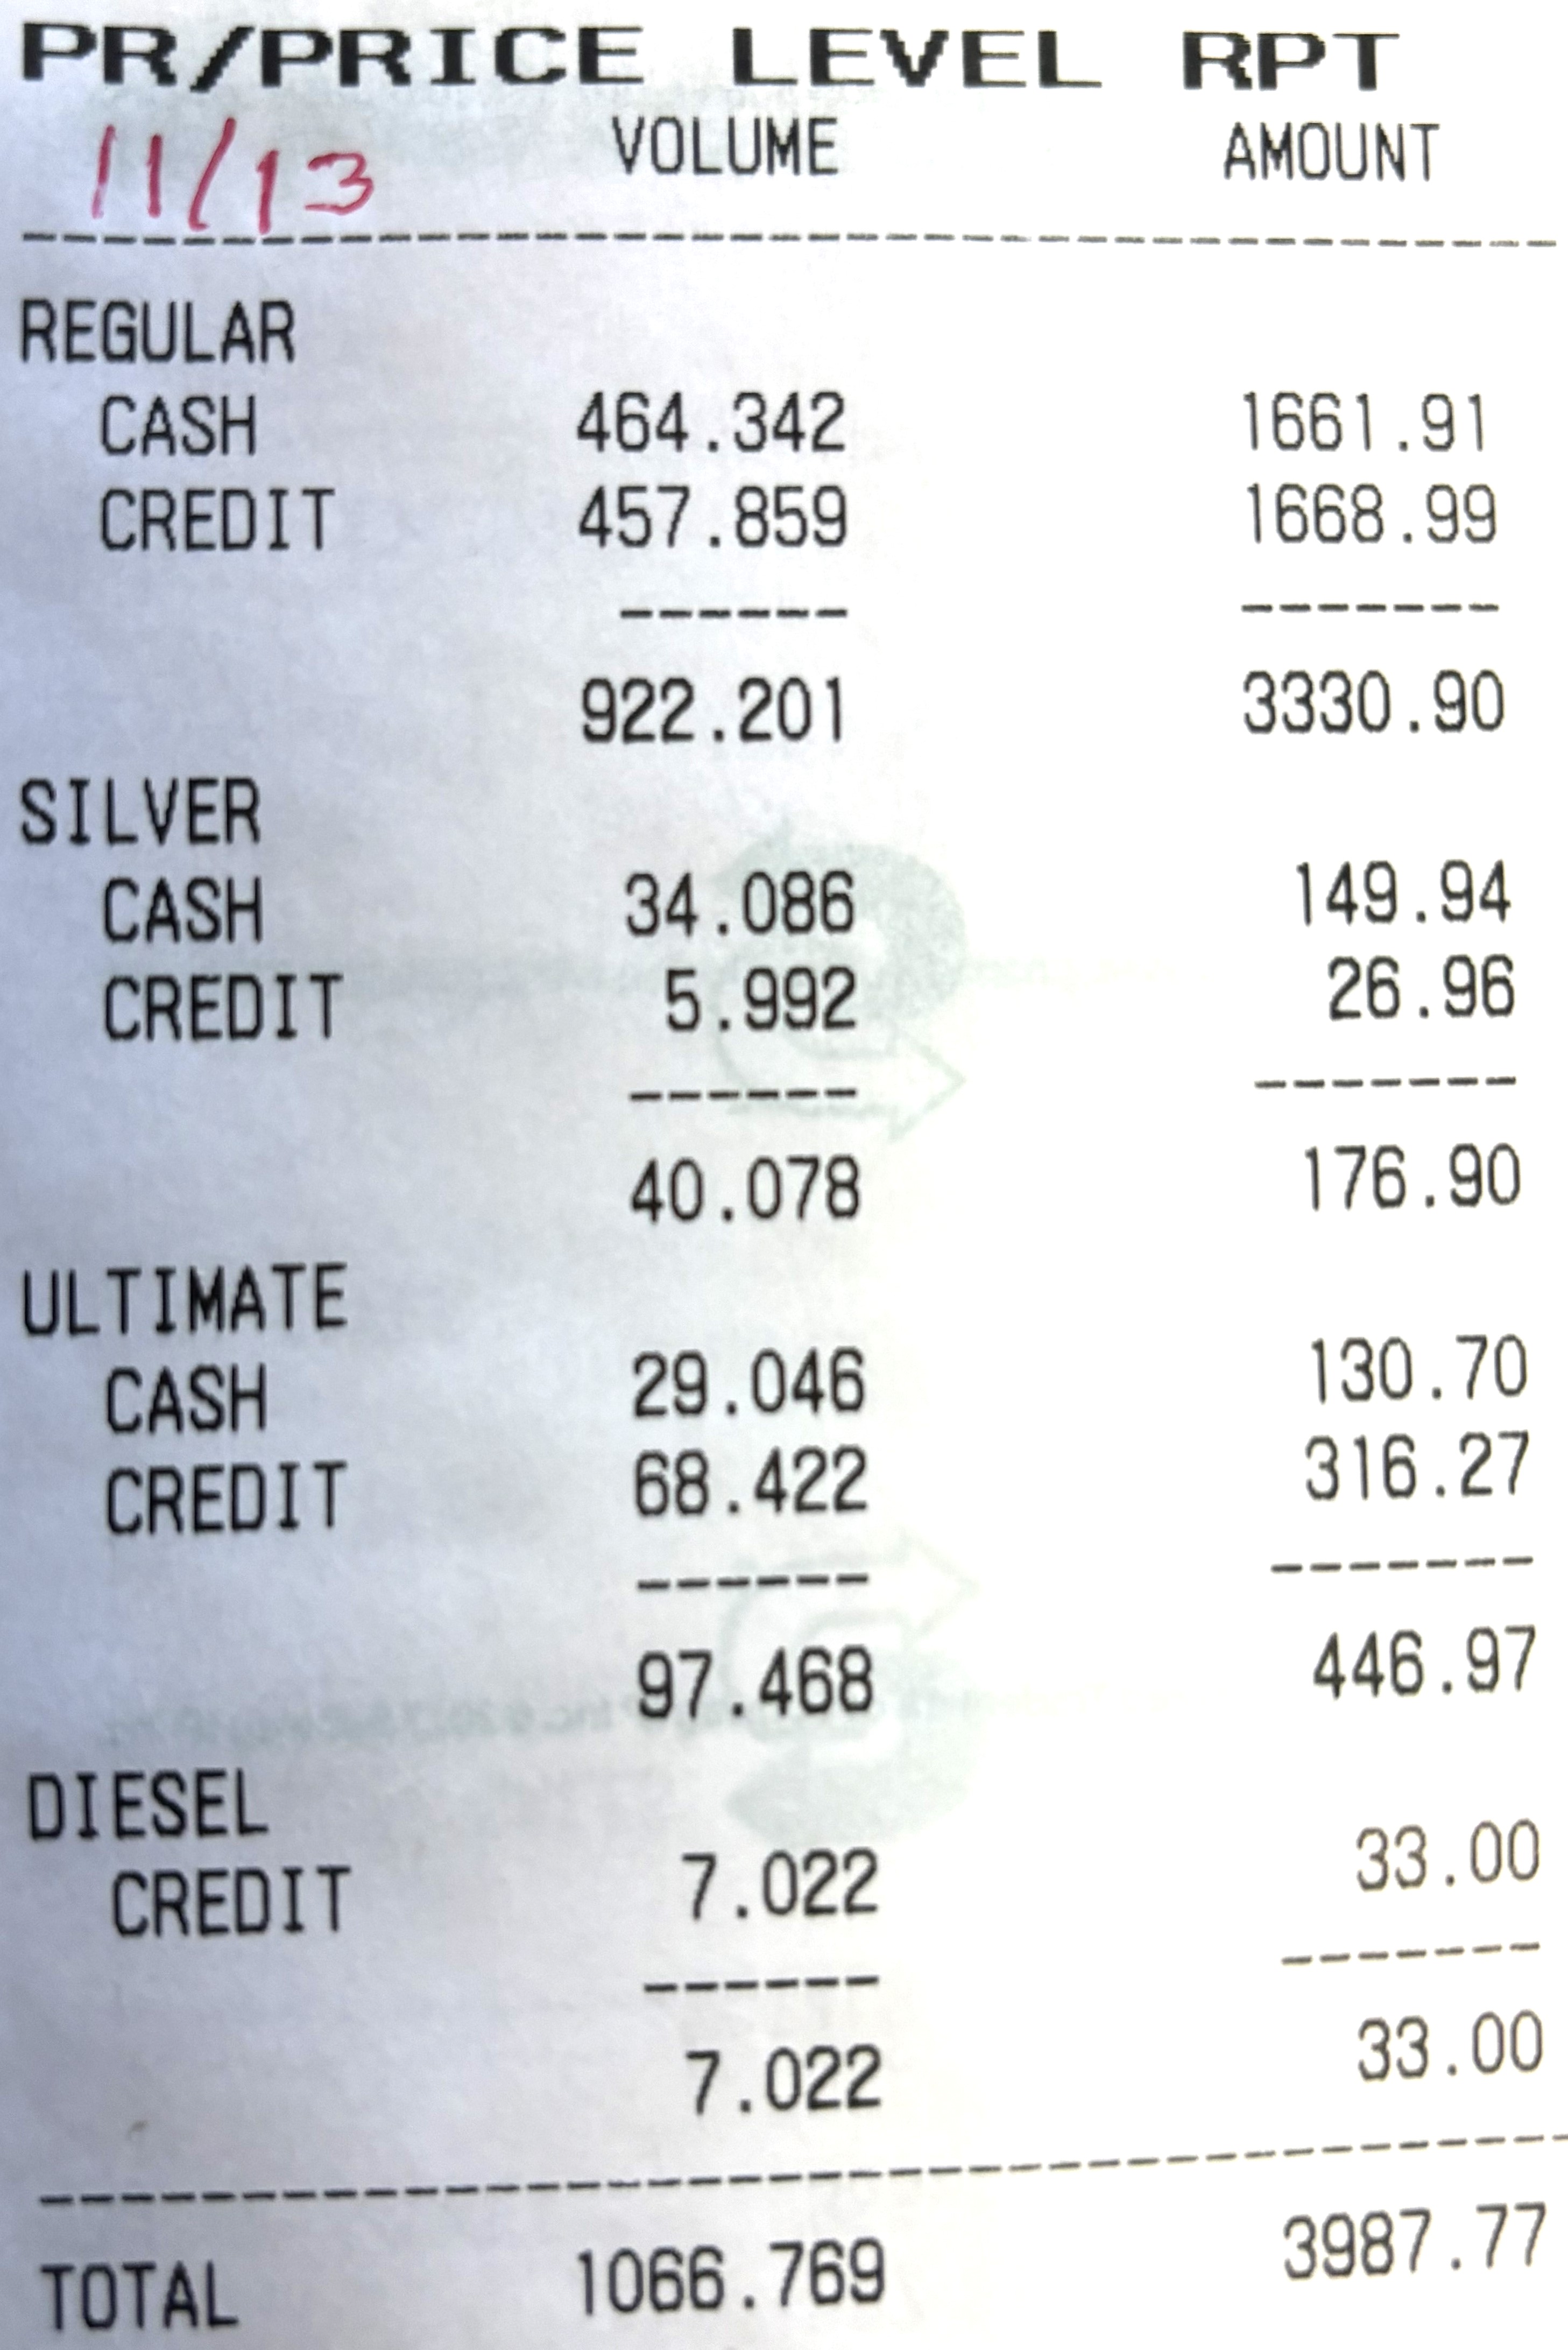 PR/PRICE LEVEL RPT
11/13 VOLUME AMOUNT
REGULAR
CASH 464.342 1661.91
CREDIT 457.859 1668.99
922.201 3330.90
SILVER
CASH 34.086 149.94
CREDIT 5.992 26.96
40.078 176.90
ULTIMATE
CASH 29.046 130.70
CREDIT 68.422 316.27
97.468 446.97
DIESEL
CREDIT 7.022 33.00
7.022 33.00
TOTAL 1066.769 3987.77